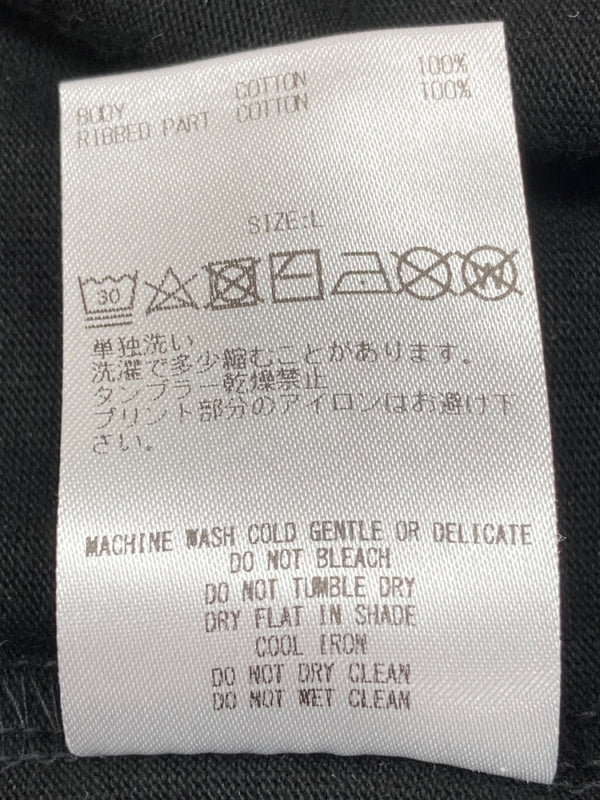 BODY COTTON 100%
RIBBED PART COTTON 100%
SIZE:L
30 W
単独洗い
洗濯で多少縮むことがあります。
タンブラー乾燥禁止
プリント部分のアイロンはお避け下
さい。
MACHINE WASH COLD GENTLE OR DELICATE
DO NOT BLEACH
DO NOT TUMBLE DRY
DRY FLAT IN SHADE
COOL IRON
DO NOT DRY CLEAN
DO NOT WET CLEAN